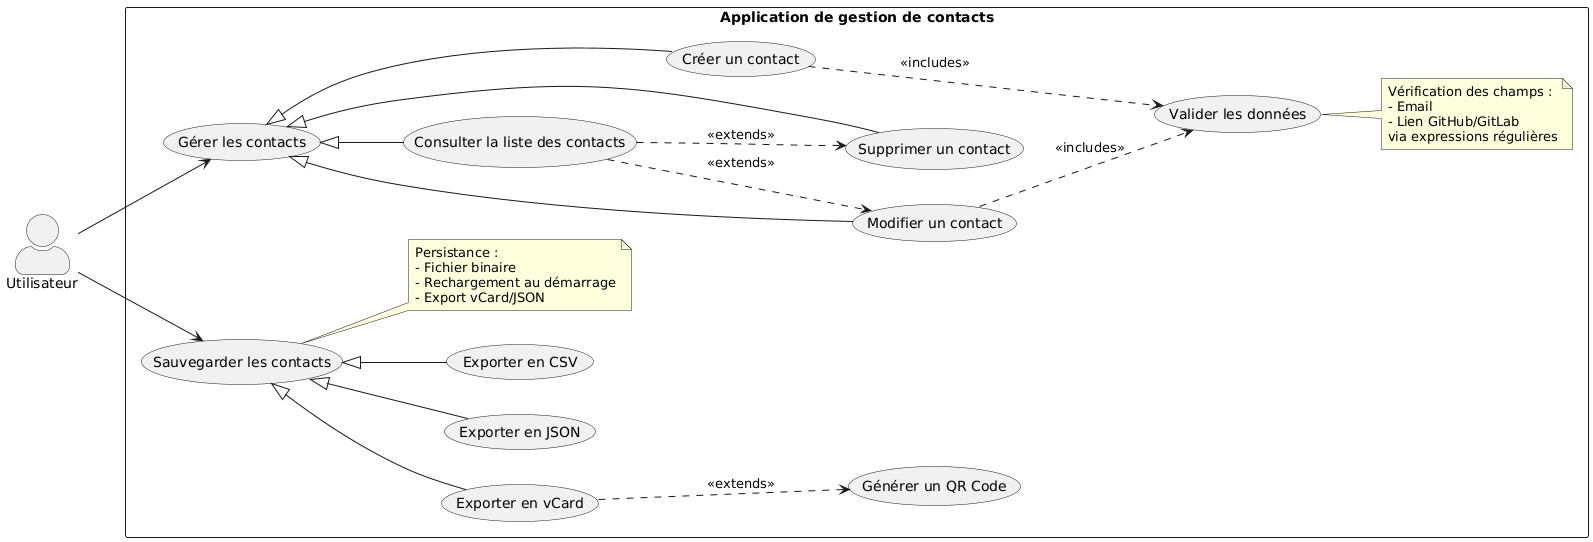 Application de gestion de contacts
Créer un contact
«includes»
Vérification des champs :
- Email
- Lien GitHub/GitLab
via expressions régulières
Valider les données
Gérer les contacts
Consulter la liste des contacts
«extends»
Supprimer un contact
«extends»
«includes»
Modifier un contact
Utilisateur
Persistance :
- Fichier binaire
- Rechargement au démarrage
- Export vCard/JSON
Sauvegarder les contacts
Exporter en CSV
Exporter en JSON
Exporter en vCard
«extends»
Générer un QR Code